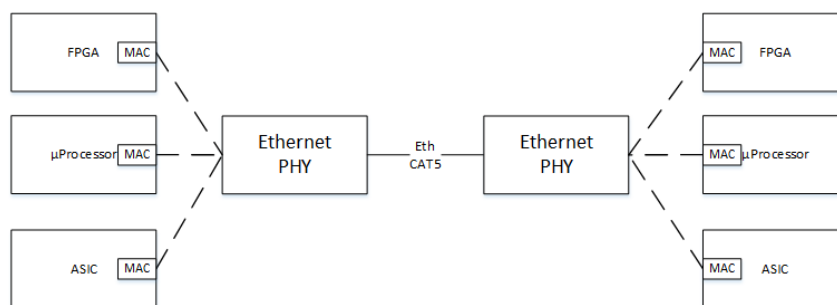 FPGA MAC
MAC FPGA
Ethernet
PHY
Eth
CAT5
Ethernet
PHY
µProcessor MAC
MAC µProcessor
ASIC MAC
MAC ASIC